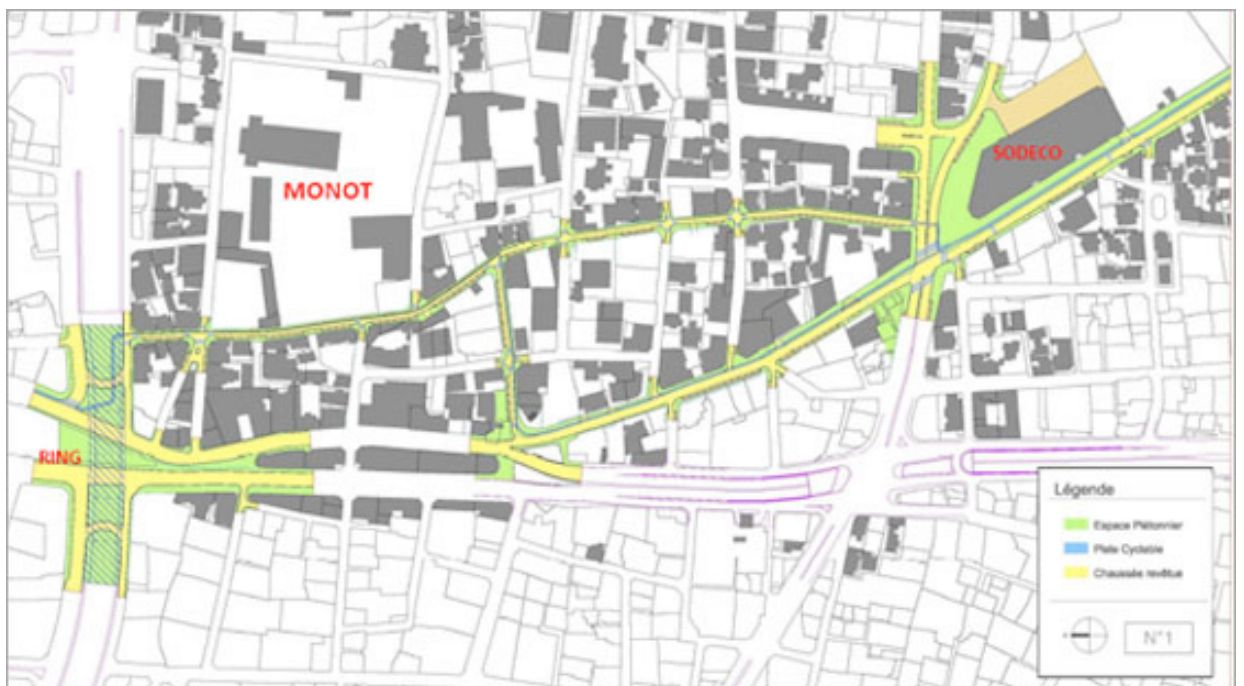 SODECO
MONOT
RING
Légende
Espace Piétonnier
Piste Cyclable
Chaussée revêtue
N°1